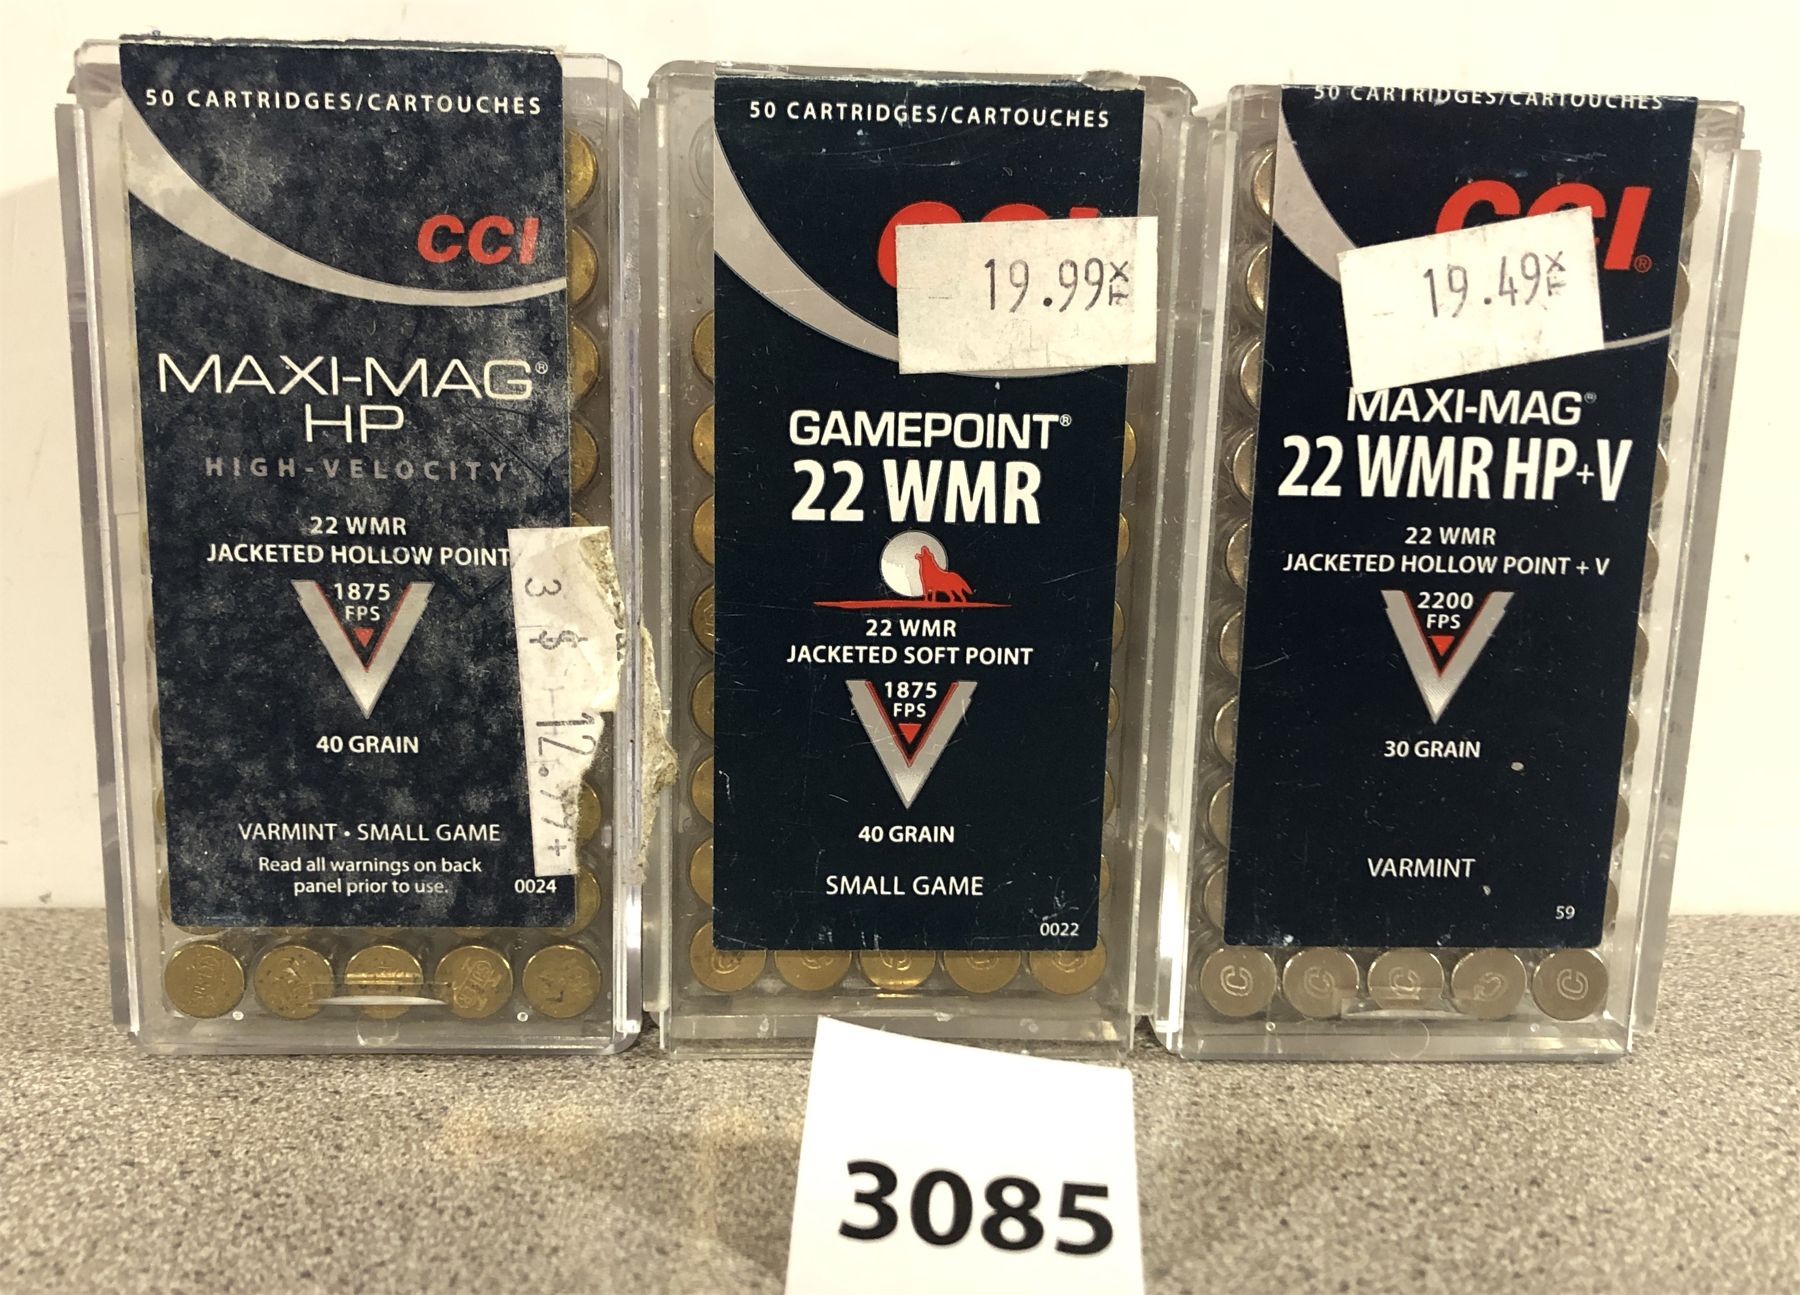 50 CARTRIDGES/CARTOUCHES
CCI
MAXI-MAG®
HP
HIGH-VELOCITY
22 WMR
JACKETED HOLLOW POINT
1875
FPS
40 GRAIN
VARMINT • SMALL GAME
Read all warnings on back
panel prior to use.
0024
3 $
12.99+
50 CARTRIDGES/CARTOUCHES
19.99
GAMEPOINT®
22 WMR
22 WMR
JACKETED SOFT POINT
1875
FPS
40 GRAIN
SMALL GAME
0022
50 CARTRIDGES/CARTOUCHES
CCI®
19.49
MAXI-MAG®
22 WMR HP+V
22 WMR
JACKETED HOLLOW POINT + V
2200
FPS
30 GRAIN
VARMINT
59
C C C C C
3085